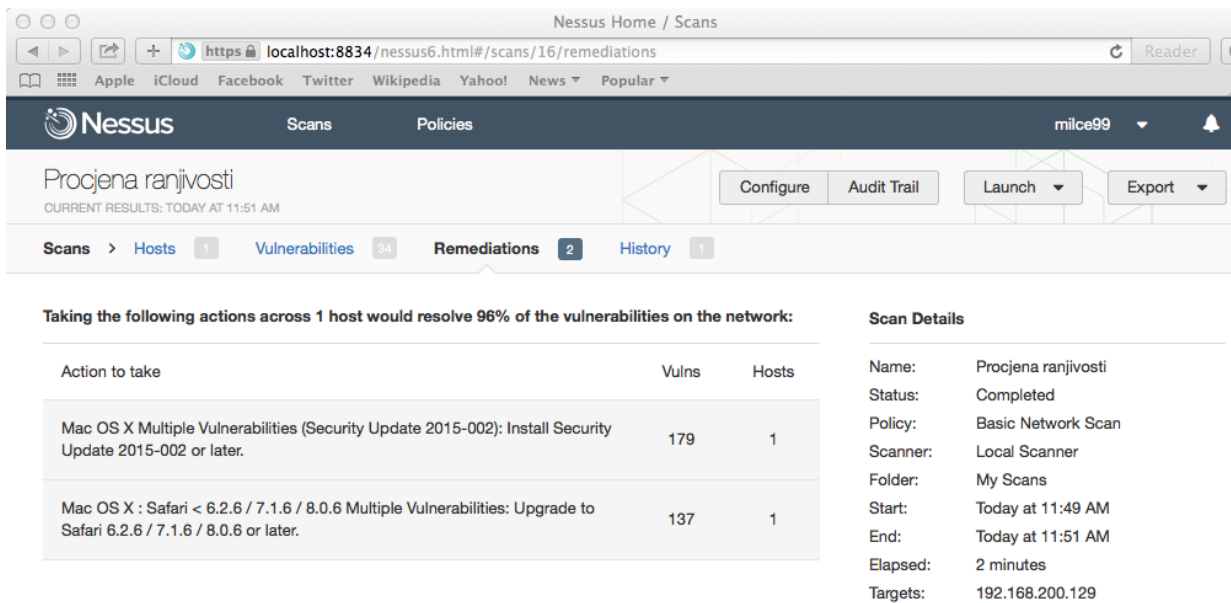 Nessus Home / Scans
https localhost:8834/nessus6.html#/scans/16/remediations
Reader
Apple iCloud Facebook Twitter Wikipedia Yahoo! News Popular
Nessus Scans Policies milce99
Procjena ranjivosti
CURRENT RESULTS: TODAY AT 11:51 AM
Configure Audit Trail Launch Export
Scans > Hosts 1 Vulnerabilities 34 Remediations 2 History 1
Taking the following actions across 1 host would resolve 96% of the vulnerabilities on the network:
Action to take Vulns Hosts
Mac OS X Multiple Vulnerabilities (Security Update 2015-002): Install Security
Update 2015-002 or later.
179 1
Mac OS X : Safari < 6.2.6 / 7.1.6 / 8.0.6 Multiple Vulnerabilities: Upgrade to
Safari 6.2.6 / 7.1.6 / 8.0.6 or later.
137 1
Scan Details
Name: Procjena ranjivosti
Status: Completed
Policy: Basic Network Scan
Scanner: Local Scanner
Folder: My Scans
Start: Today at 11:49 AM
End: Today at 11:51 AM
Elapsed: 2 minutes
Targets: 192.168.200.129